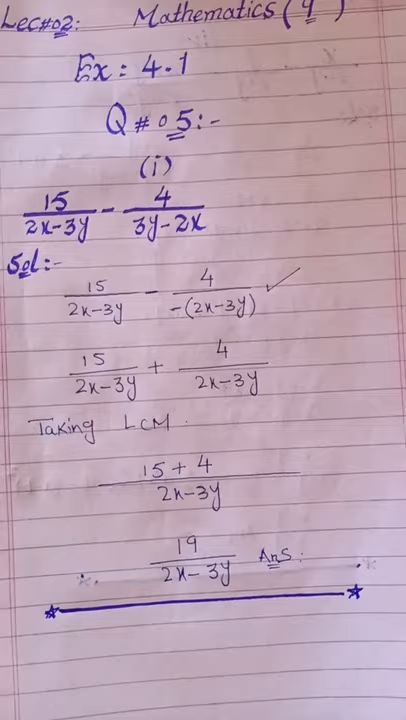 Lec#02: Mathematics (9)
Ex: 4.1
Q#05:-
(i)
15/(2x-3y) - 4/(3y-2x)
Sol:-
15/(2x-3y) - 4/(-(2x-3y)) ✓
15/(2x-3y) + 4/(2x-3y)
Taking LCM.
(15+4)/(2x-3y)
19/(2x-3y) Ans.